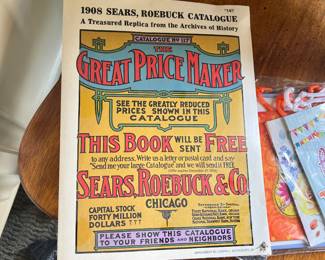 1908 SEARS, ROEBUCK CATALOGUE
A Treasured Replica from the Archives of History
CATALOGUE No 117
THE
GREAT PRICE MAKER
SEE THE GREATLY REDUCED
PRICES SHOWN IN THIS
CATALOGUE
THIS BOOK WILL BE SENT FREE
to any address. Write us a letter or postal card and say
"Send me your large Catalogue" and we will send it FREE
SEARS, ROEBUCK & CO.
CHICAGO
CAPITAL STOCK
FORTY MILLION
DOLLARS
PLEASE SHOW THIS CATALOGUE
TO YOUR FRIENDS AND NEIGHBORS